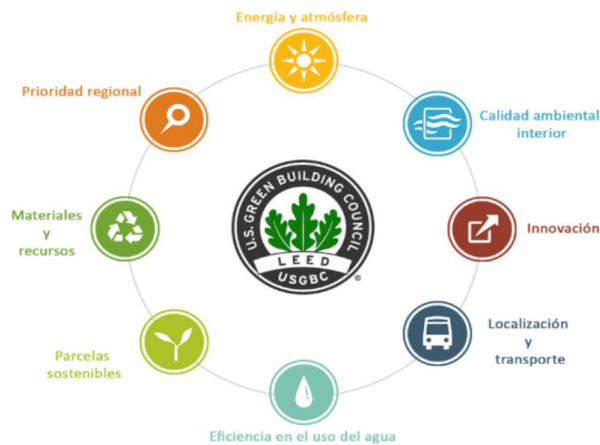 Energía y atmósfera
Prioridad regional
Calidad ambiental
interior
U.S. GREEN BUILDING COUNCIL
LEED
USGBC
®
Materiales
y
recursos
Innovación
Localización
y
transporte
Parcelas
sostenibles
Eficiencia en el uso del agua